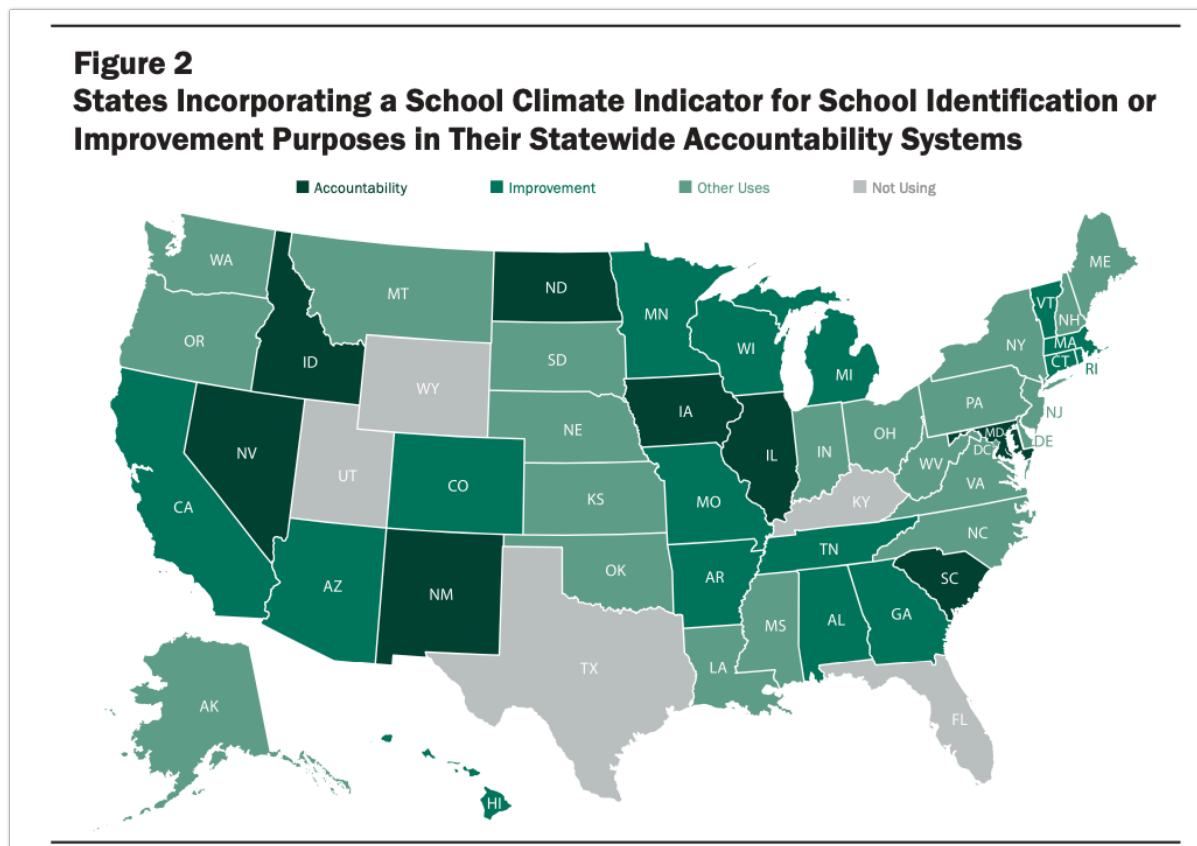 Figure 2
States Incorporating a School Climate Indicator for School Identification or
Improvement Purposes in Their Statewide Accountability Systems
Accountability
Improvement
Other Uses
Not Using
WA
MT
ND
MN
ME
VT
NH
OR
ID
SD
WI
NY
MA
CT
RI
WY
MI
IA
PA
NJ
NE
OH
MD
DE
DC
NV
UT
CO
IL
IN
WV
VA
CA
KS
MO
KY
NC
TN
AZ
NM
OK
AR
SC
MS
AL
GA
TX
LA
AK
FL
HI